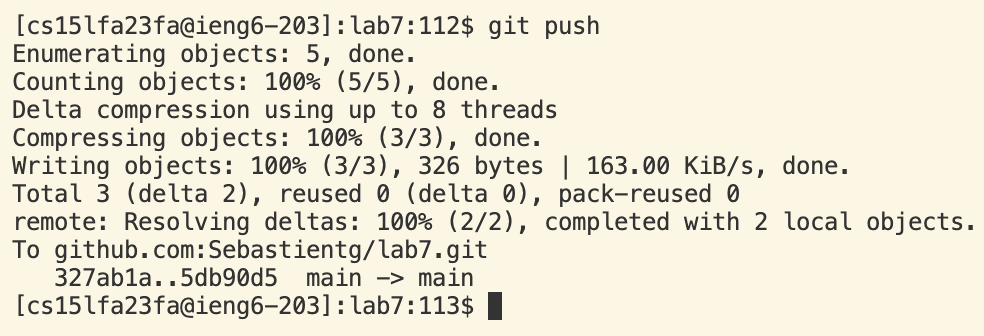 [cs15lfa23fa@ieng6-203]:lab7:112$ git push
Enumerating objects: 5, done.
Counting objects: 100% (5/5), done.
Delta compression using up to 8 threads
Compressing objects: 100% (3/3), done.
Writing objects: 100% (3/3), 326 bytes | 163.00 KiB/s, done.
Total 3 (delta 2), reused 0 (delta 0), pack-reused 0
remote: Resolving deltas: 100% (2/2), completed with 2 local objects.
To github.com:Sebastientg/lab7.git
   327ab1a..5db90d5  main -> main
[cs15lfa23fa@ieng6-203]:lab7:113$